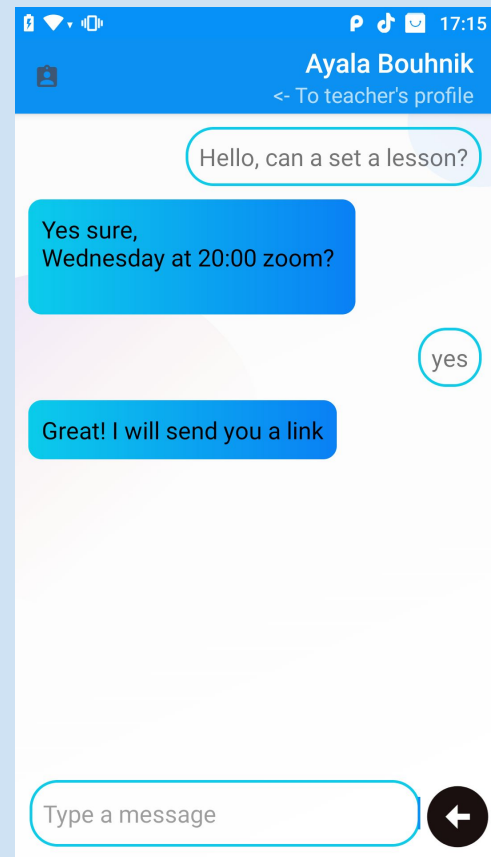 17:15
Ayala Bouhnik
<- To teacher's profile
Hello, can a set a lesson?
Yes sure,
Wednesday at 20:00 zoom?
yes
Great! I will send you a link
Type a message